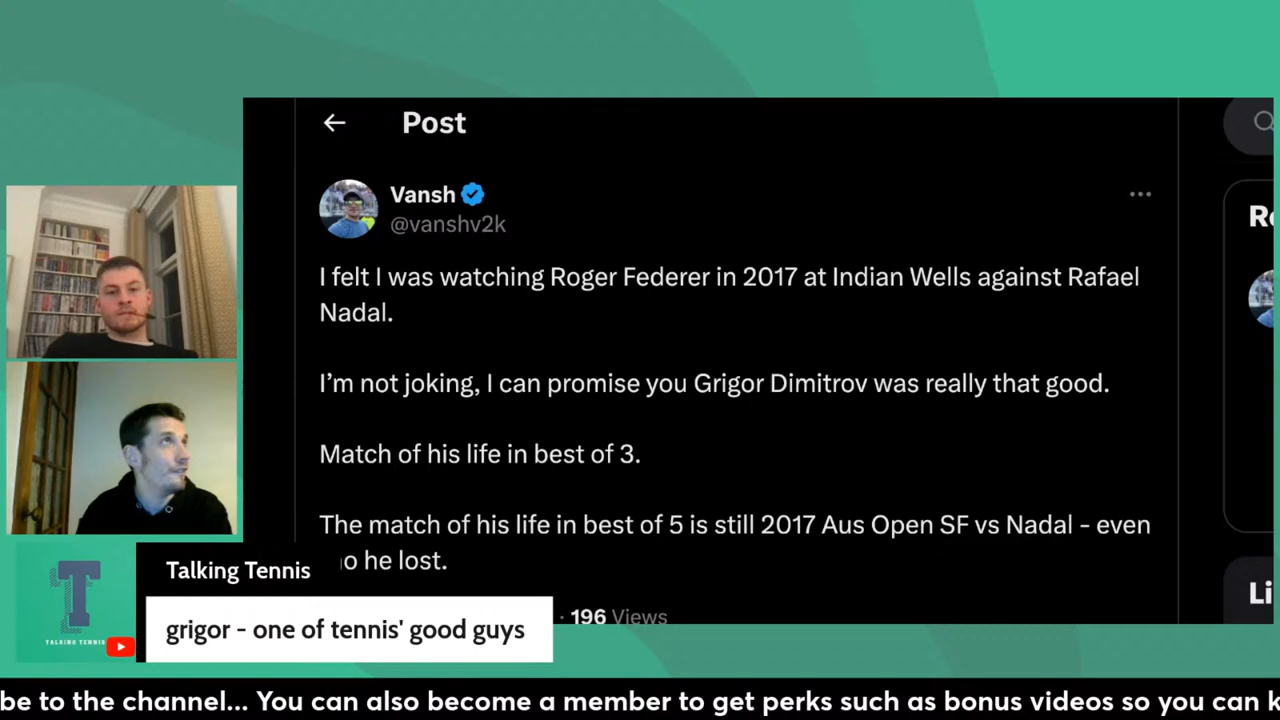 Post
Vansh
@vanshv2k
I felt I was watching Roger Federer in 2017 at Indian Wells against Rafael
Nadal.
I'm not joking, I can promise you Grigor Dimitrov was really that good.
Match of his life in best of 3.
The match of his life in best of 5 is still 2017 Aus Open SF vs Nadal - even
he lost.
· 196 Views
Talking Tennis
grigor - one of tennis' good guys
T
TALKING TENNIS
to the channel... You can also become a member to get perks such as bonus videos so you can